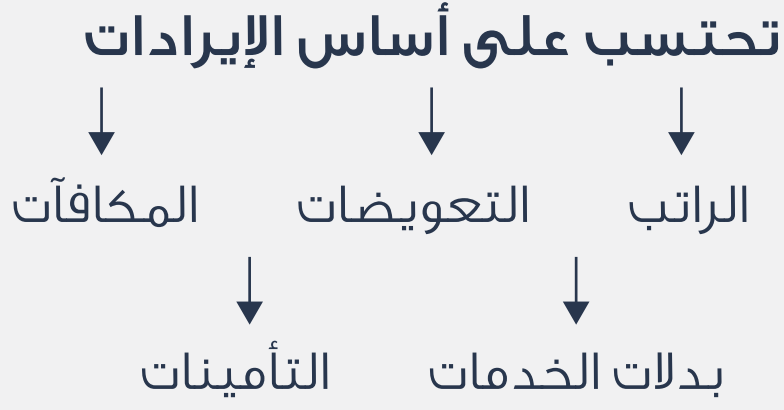 تحتسب على أساس الإيرادات
الراتب التعويضات المكافآت
بدلات الخدمات التأمينات